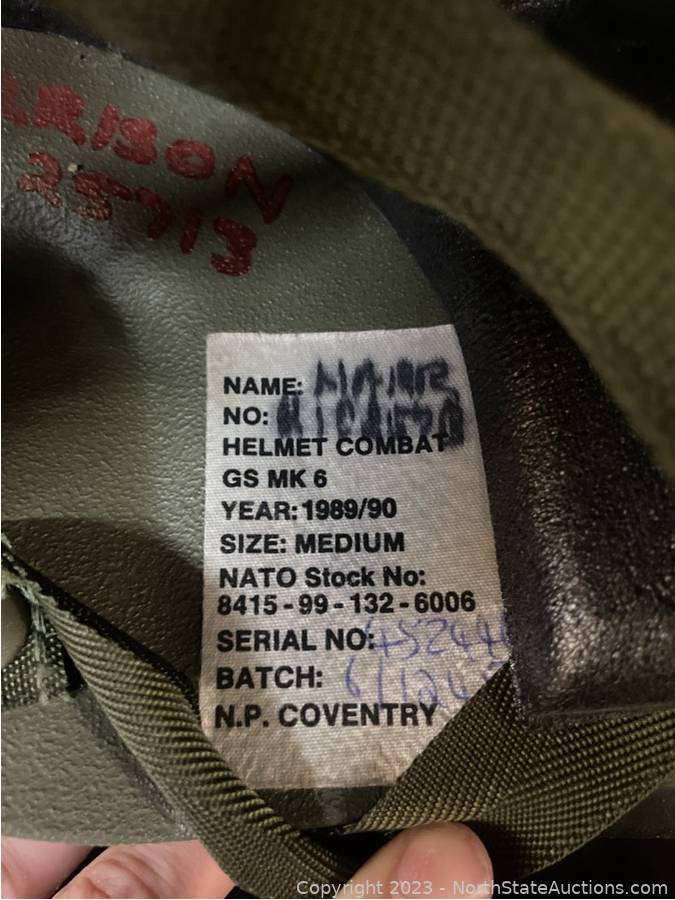 25713
NAME:
NO:
HELMET COMBAT
GS MK 6
YEAR: 1989/90
SIZE: MEDIUM
NATO Stock No:
8415 - 99 - 132 - 6006
SERIAL NO:
BATCH:
N.P. COVENTRY
Copyright 2023 - NorthStateAuctions.com